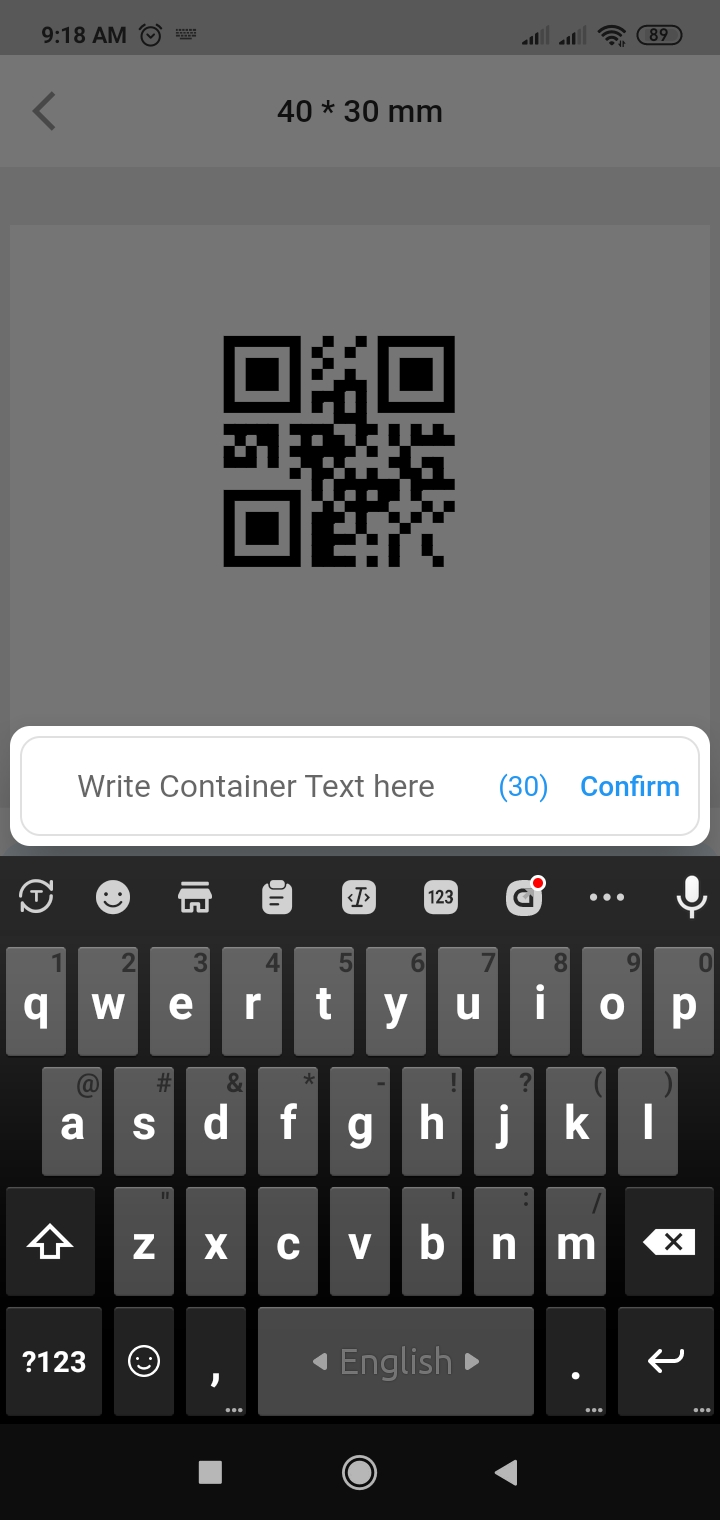 9:18 AM 89
40 * 30 mm
Write Container Text here (30) Confirm
T 123 G
1 2 3 4 5 6 7 8 9 0
q w e r t y u i o p
@ # & * - ! ? ( )
a s d f g h j k l
" ' : /
z x c v b n m
?123 , English .